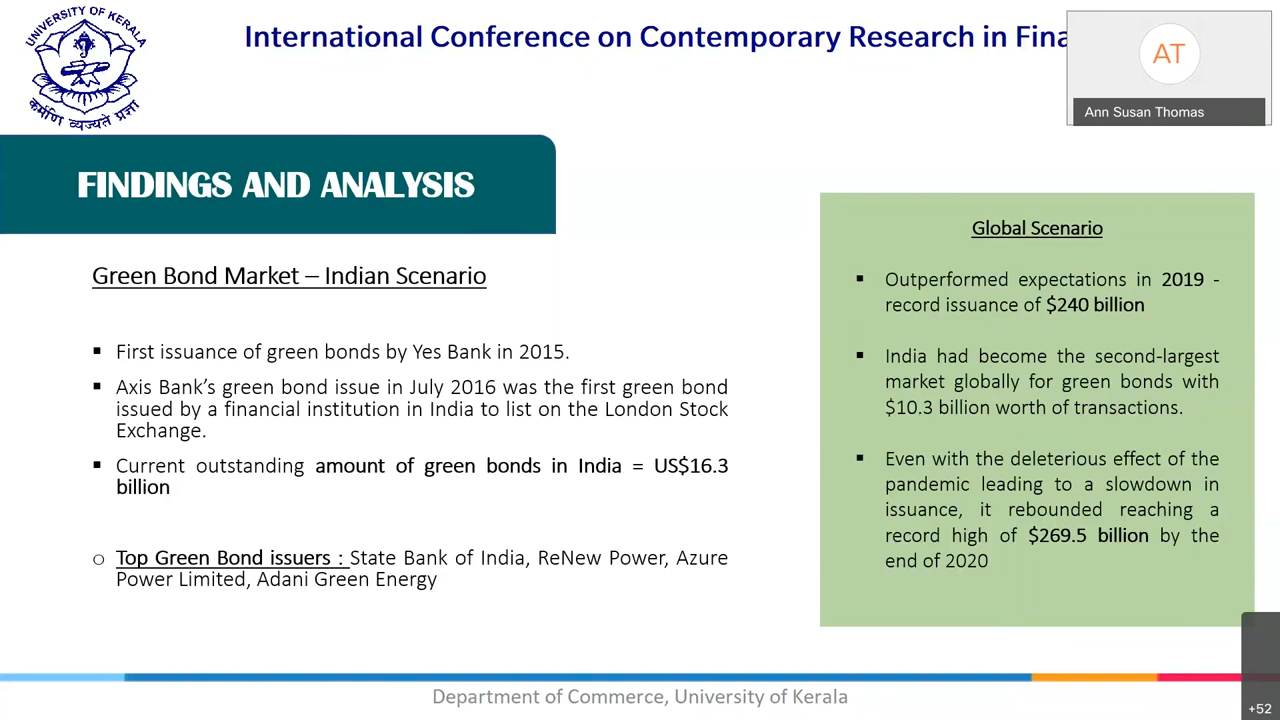 UNIVERSITY OF KERALA
कर्मणि व्यज्यते प्रज्ञा
International Conference on Contemporary Research in Fina
AT
Ann Susan Thomas
FINDINGS AND ANALYSIS
Green Bond Market – Indian Scenario
▪ First issuance of green bonds by Yes Bank in 2015.
▪ Axis Bank’s green bond issue in July 2016 was the first green bond
issued by a financial institution in India to list on the London Stock
Exchange.
▪ Current outstanding amount of green bonds in India = US$16.3
billion
o Top Green Bond issuers : State Bank of India, ReNew Power, Azure
Power Limited, Adani Green Energy
Global Scenario
▪ Outperformed expectations in 2019 -
record issuance of $240 billion
▪ India had become the second-largest
market globally for green bonds with
$10.3 billion worth of transactions.
▪ Even with the deleterious effect of the
pandemic leading to a slowdown in
issuance, it rebounded reaching a
record high of $269.5 billion by the
end of 2020
Department of Commerce, University of Kerala
+52